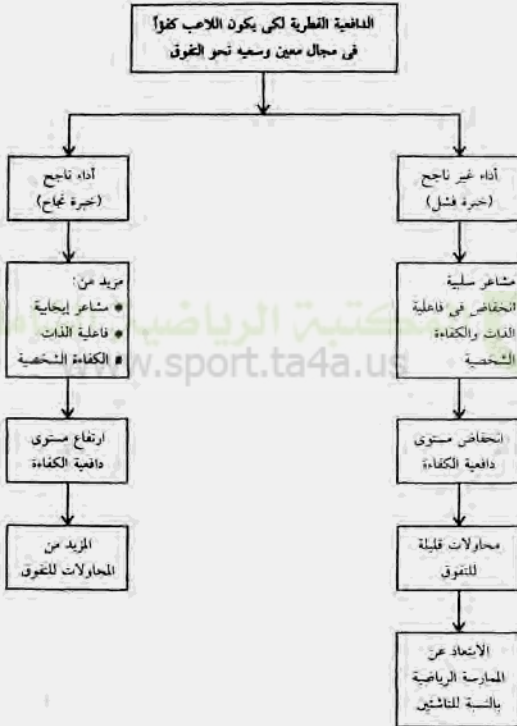 الدافعية الفطرية لكى يكون اللاعب كفؤاً
فى مجال معين وسعيه نحو التفوق
أداء ناجح
(خبرة نجاح)
أداء غير ناجح
(خبرة فشل)
مزيد من:
● مشاعر إيجابية
● فاعلية الذات
● الكفاءة الشخصية
مشاعر سلبية
انخفاض فى فاعلية
الذات والكفاءة
الشخصية
مكتبة الرياضية
www.sport.ta4a.us
ارتفاع مستوى
دافعية الكفاءة
انخفاض مستوى
دافعية الكفاءة
المزيد من
المحاولات للتفوق
محاولات قليلة
للتفوق
الابتعاد عن
الممارسة الرياضية
بالنسبة للناشئين